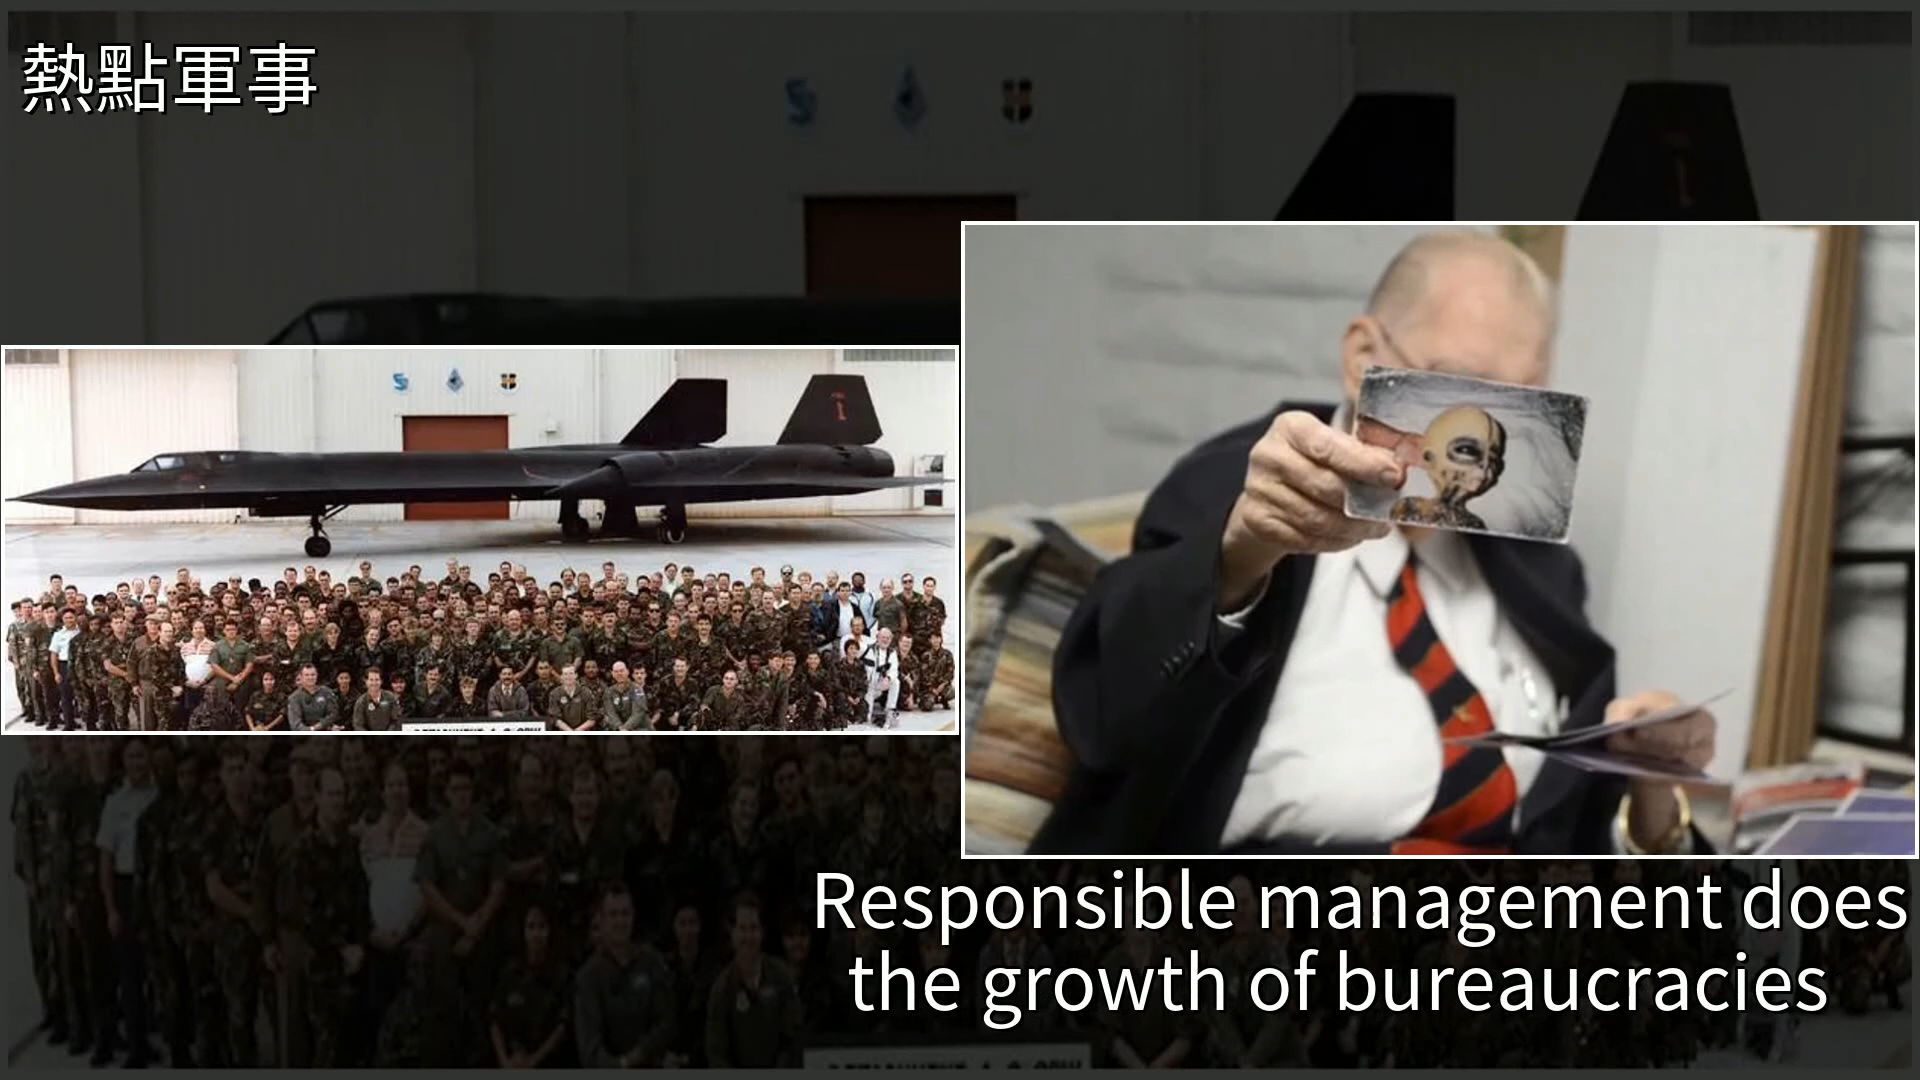 熱點軍事
Responsible management does
the growth of bureaucracies